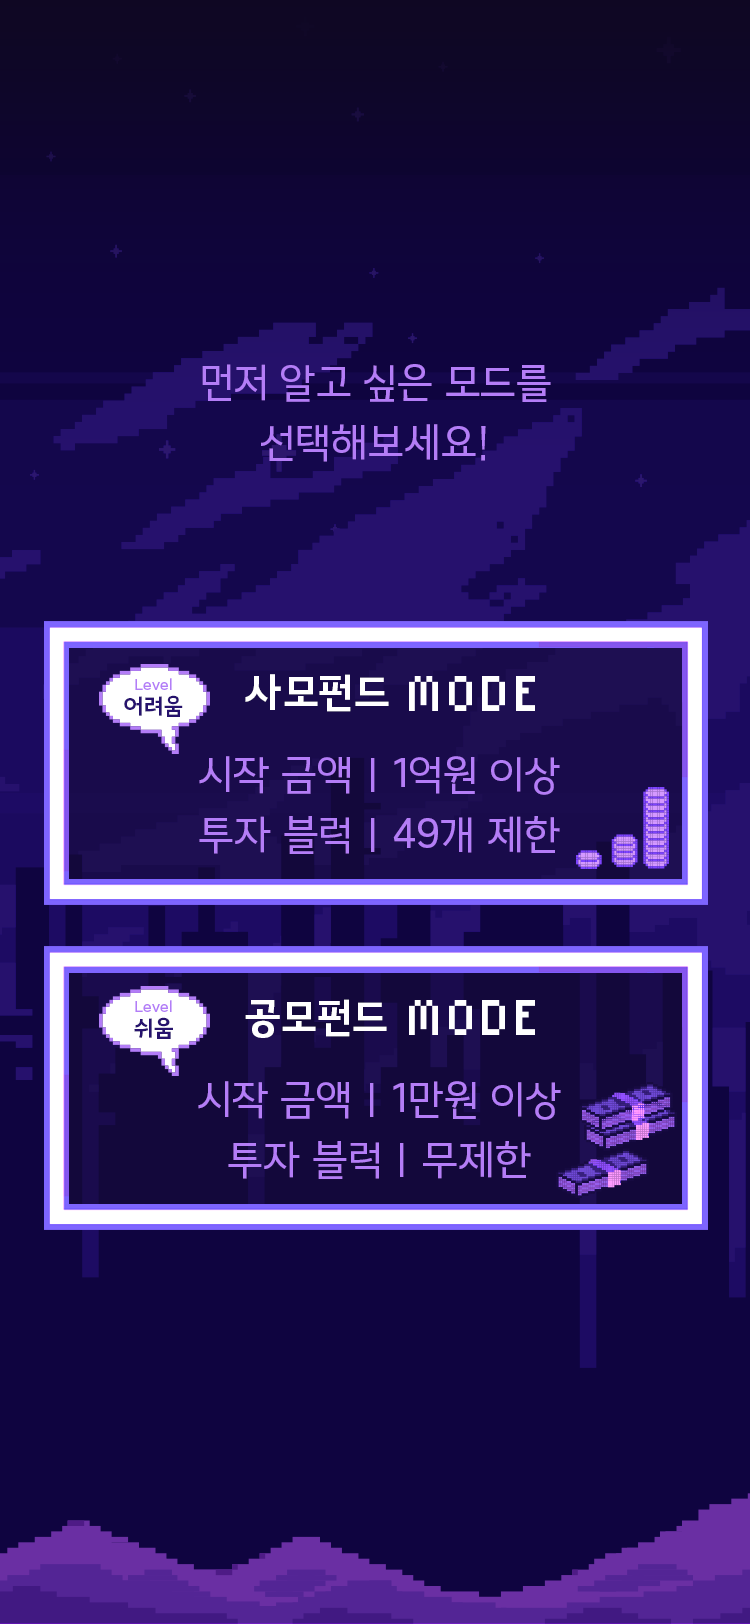 먼저 알고 싶은 모드를
선택해보세요!
Level
어려움
사모펀드 MODE
시작 금액 | 1억원 이상
투자 블럭 | 49개 제한
Level
쉬움
공모펀드 MODE
시작 금액 | 1만원 이상
투자 블럭 | 무제한